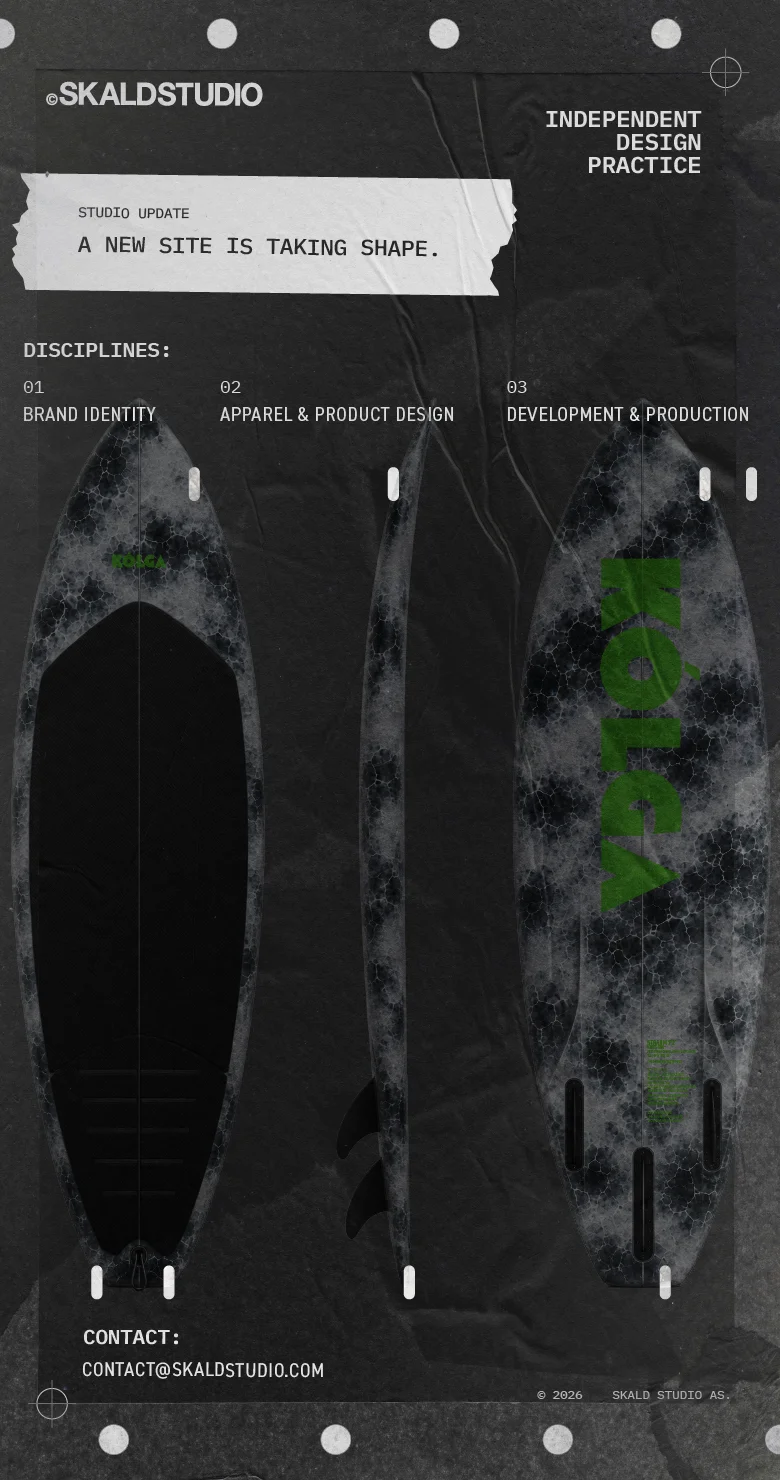 ©SKALDSTUDIO
INDEPENDENT
DESIGN
PRACTICE
STUDIO UPDATE
A NEW SITE IS TAKING SHAPE.
DISCIPLINES:
01
BRAND IDENTITY
02
APPAREL & PRODUCT DESIGN
03
DEVELOPMENT & PRODUCTION
KÓLGA
KÓLGA
CONTACT:
CONTACT@SKALDSTUDIO.COM
© 2026 SKALD STUDIO AS.